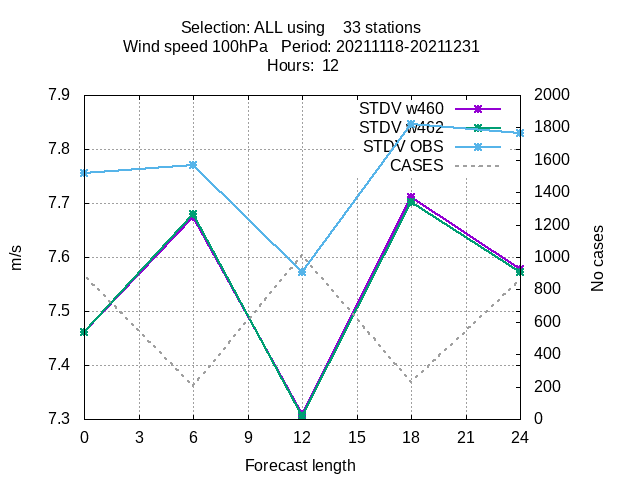 Selection: ALL using 33 stations
Wind speed 100hPa Period: 20211118-20211231
Hours: 12
STDV w460
STDV w462
STDV OBS
CASES
7.9
7.8
7.7
7.6
7.5
7.4
7.3
m/s
2000
1800
1600
1400
1200
1000
800
600
400
200
0
No cases
0 3 6 9 12 15 18 21 24
Forecast length